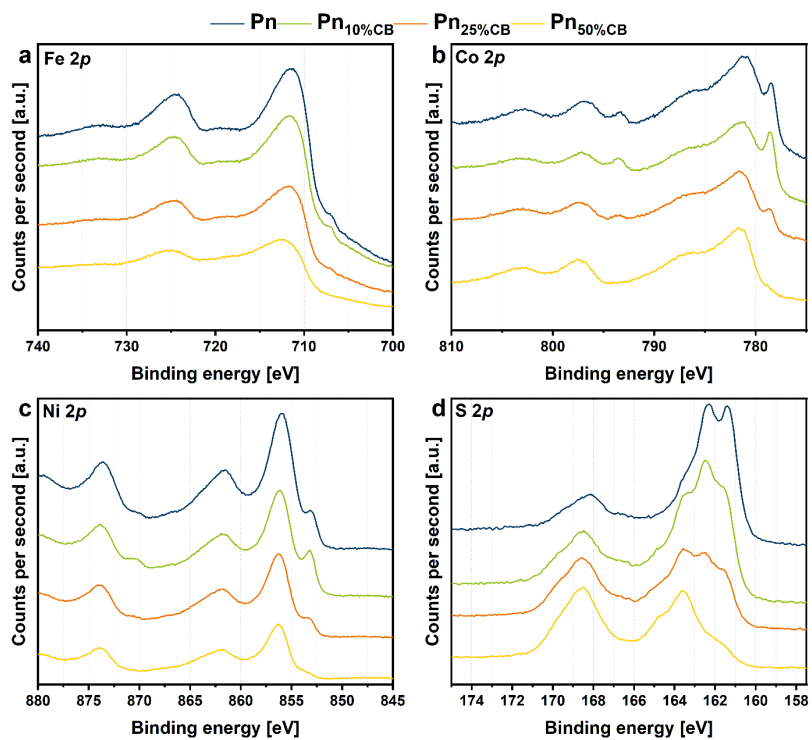 Pn Pn10%CB Pn25%CB Pn50%CB
a Fe 2p
Counts per second [a.u.]
740 730 720 710 700
Binding energy [eV]
b Co 2p
Counts per second [a.u.]
810 800 790 780
Binding energy [eV]
c Ni 2p
Counts per second [a.u.]
880 875 870 865 860 855 850 845
Binding energy [eV]
d S 2p
Counts per second [a.u.]
174 172 170 168 166 164 162 160 158
Binding energy [eV]